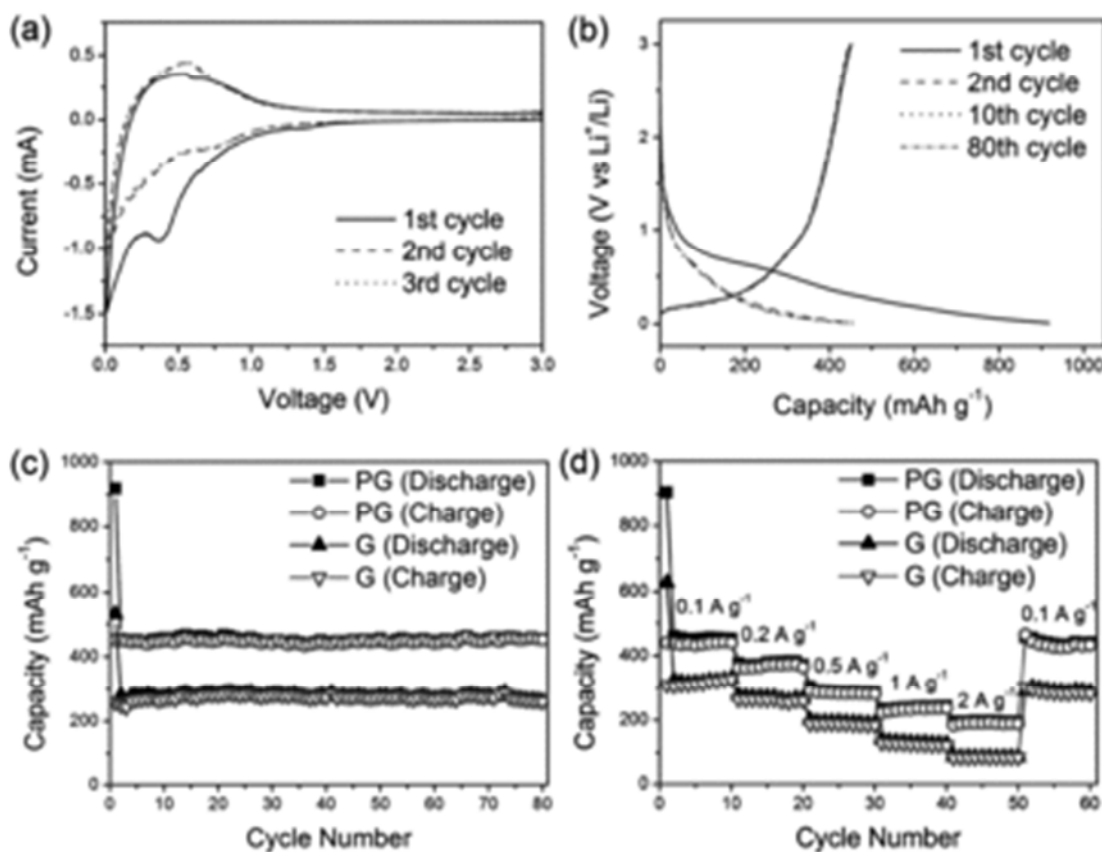 (a)
0.5
0.0
-0.5
-1.0
-1.5
0.0 0.5 1.0 1.5 2.0 2.5 3.0
Current (mA)
Voltage (V)
1st cycle
2nd cycle
3rd cycle
(b)
3
2
1
0
0 200 400 600 800 1000
Voltage (V vs Li⁺/Li)
Capacity (mAh g⁻¹)
1st cycle
2nd cycle
10th cycle
80th cycle
(c)
1000
800
600
400
200
0
0 10 20 30 40 50 60 70 80
Capacity (mAh g⁻¹)
Cycle Number
PG (Discharge)
PG (Charge)
G (Discharge)
G (Charge)
(d)
1000
800
600
400
200
0
0 10 20 30 40 50 60
Capacity (mAh g⁻¹)
Cycle Number
PG (Discharge)
PG (Charge)
G (Discharge)
G (Charge)
0.1 A g⁻¹
0.2 A g⁻¹
0.5 A g⁻¹
1 A g⁻¹
2 A g⁻¹
0.1 A g⁻¹